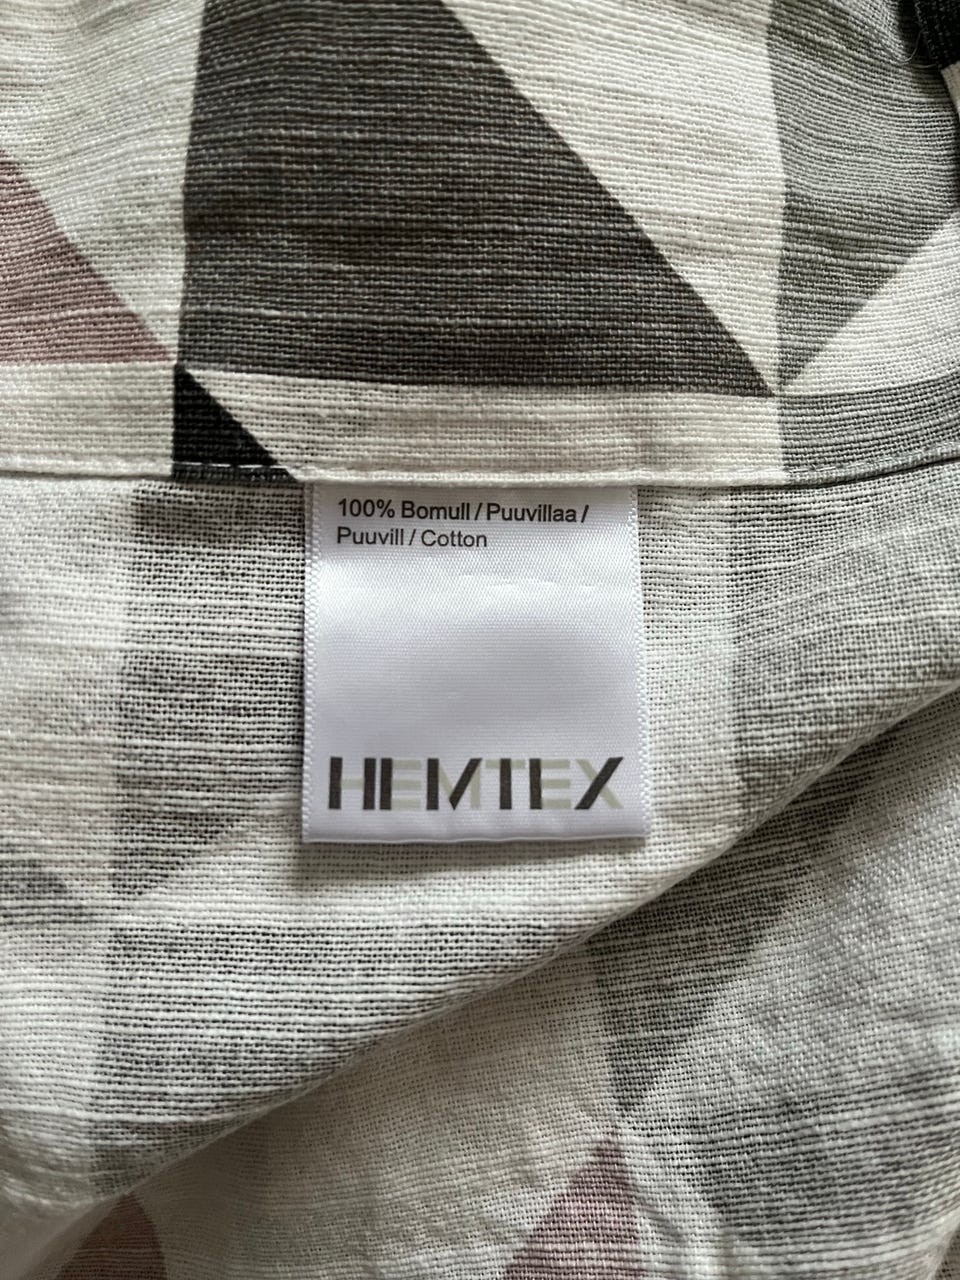 100% Bomull / Puuvillaa /
Puuvill / Cotton
HEMTEX